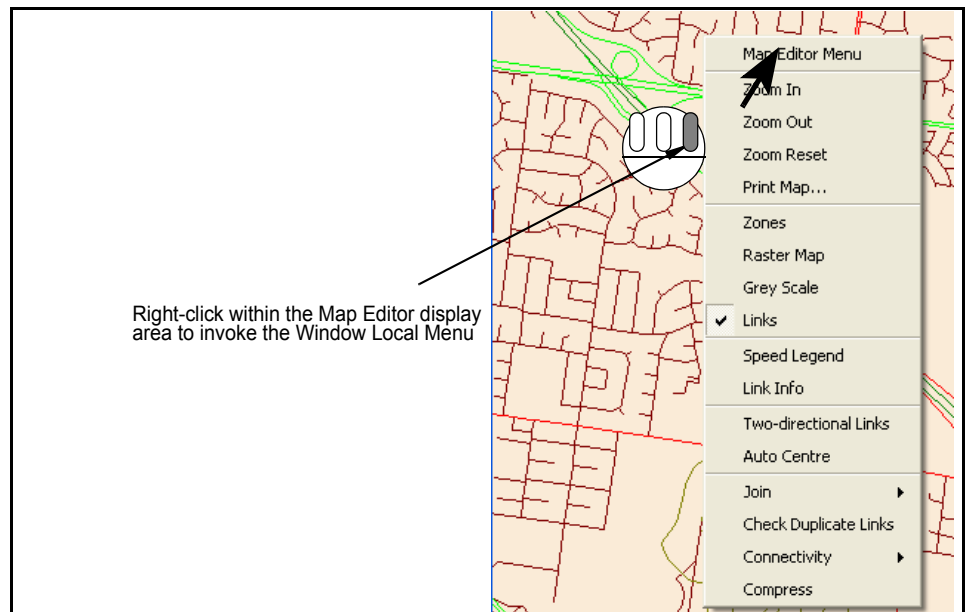 Map Editor Menu
Zoom In
Zoom Out
Zoom Reset
Print Map...
Zones
Raster Map
Grey Scale
Links
Speed Legend
Link Info
Two-directional Links
Auto Centre
Join
Check Duplicate Links
Connectivity
Compress
Right-click within the Map Editor display
area to invoke the Window Local Menu